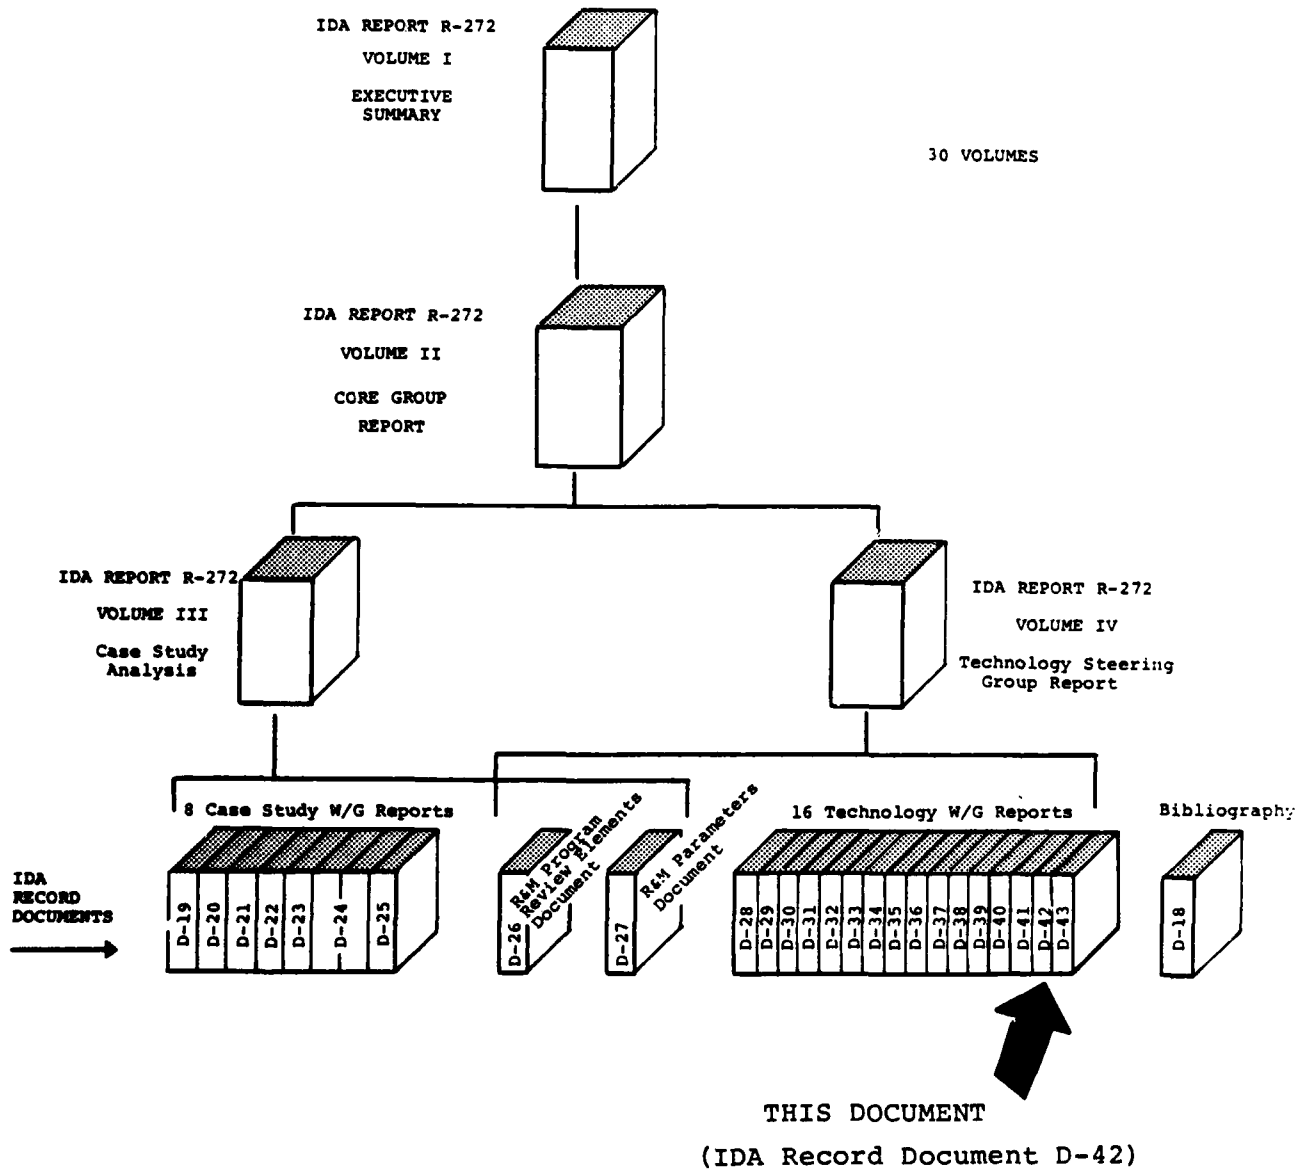 IDA REPORT R-272
VOLUME I
EXECUTIVE
SUMMARY
30 VOLUMES
IDA REPORT R-272
VOLUME II
CORE GROUP
REPORT
IDA REPORT R-272
VOLUME III
Case Study
Analysis
IDA REPORT R-272
VOLUME IV
Technology Steering
Group Report
8 Case Study W/G Reports
R&M Program
Review Elements
Document
R&M Parameters
Document
16 Technology W/G Reports
Bibliography
IDA
RECORD
DOCUMENTS
D-19
D-20
D-21
D-22
D-23
D-24
D-25
D-26
D-27
D-28
D-29
D-30
D-31
D-32
D-33
D-34
D-35
D-36
D-37
D-38
D-39
D-40
D-41
D-42
D-43
D-18
THIS DOCUMENT
(IDA Record Document D-42)